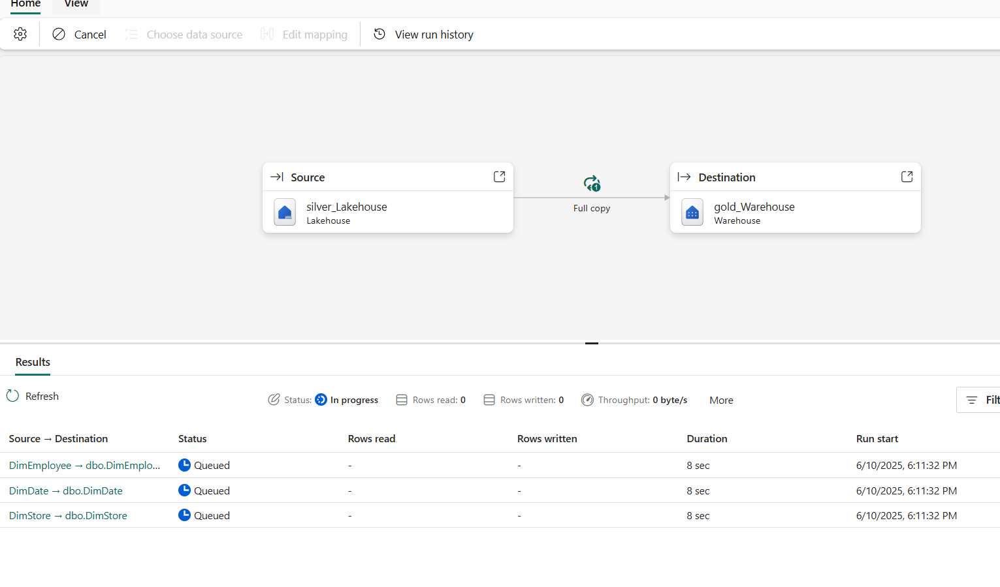 Home View
Cancel Choose data source Edit mapping View run history
Source
silver_Lakehouse
Lakehouse
1
Full copy
Destination
gold_Warehouse
Warehouse
Results
Refresh Status: In progress Rows read: 0 Rows written: 0 Throughput: 0 byte/s More Filt
Source → Destination Status Rows read Rows written Duration Run start
DimEmployee → dbo.DimEmplo... Queued - - 8 sec 6/10/2025, 6:11:32 PM
DimDate → dbo.DimDate Queued - - 8 sec 6/10/2025, 6:11:32 PM
DimStore → dbo.DimStore Queued - - 8 sec 6/10/2025, 6:11:32 PM